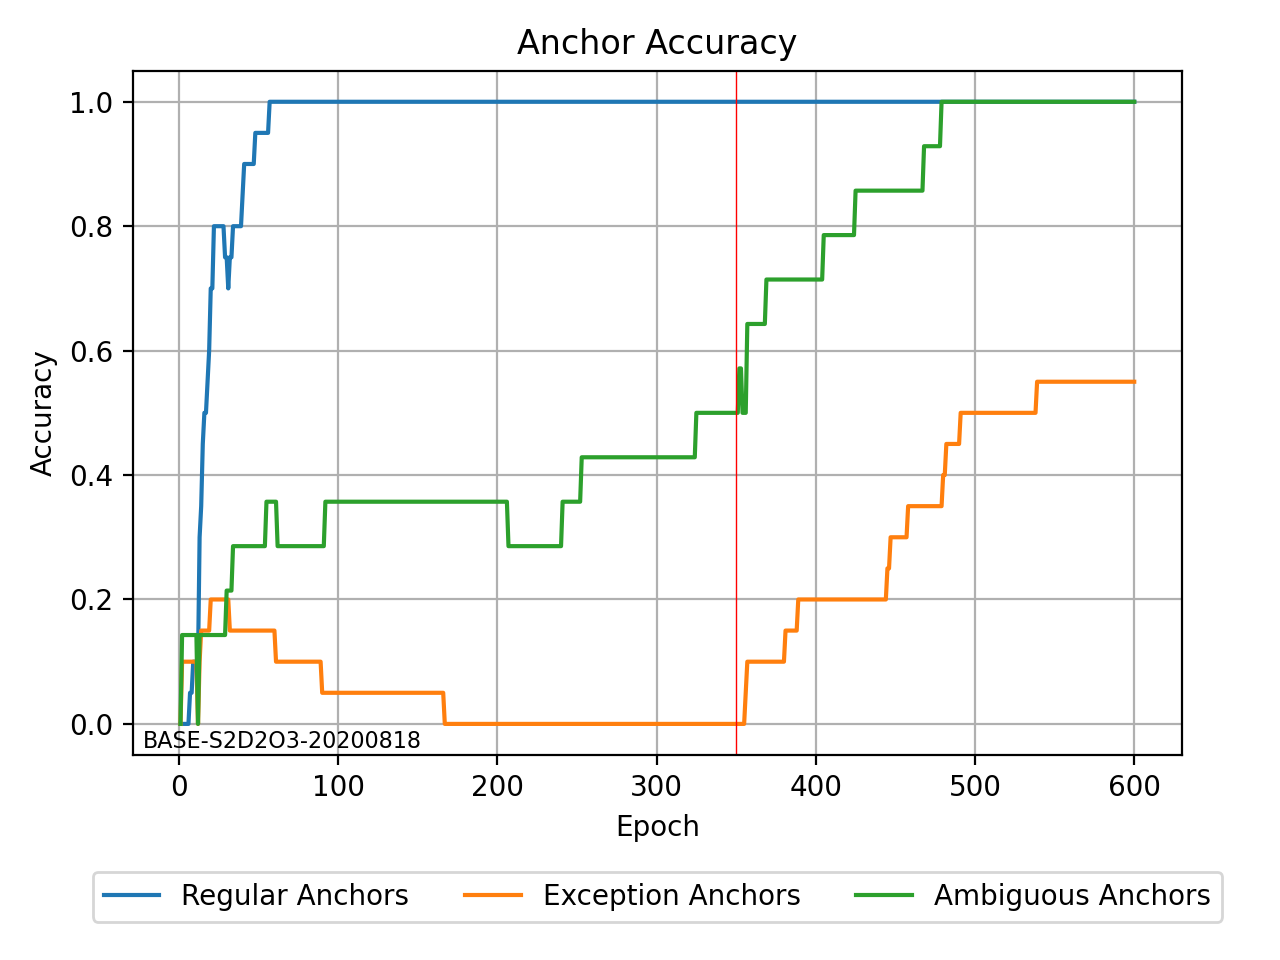 Anchor Accuracy
Accuracy
1.0
0.8
0.6
0.4
0.2
0.0
BASE-S2D2O3-20200818
0 100 200 300 400 500 600
Epoch
Regular Anchors Exception Anchors Ambiguous Anchors